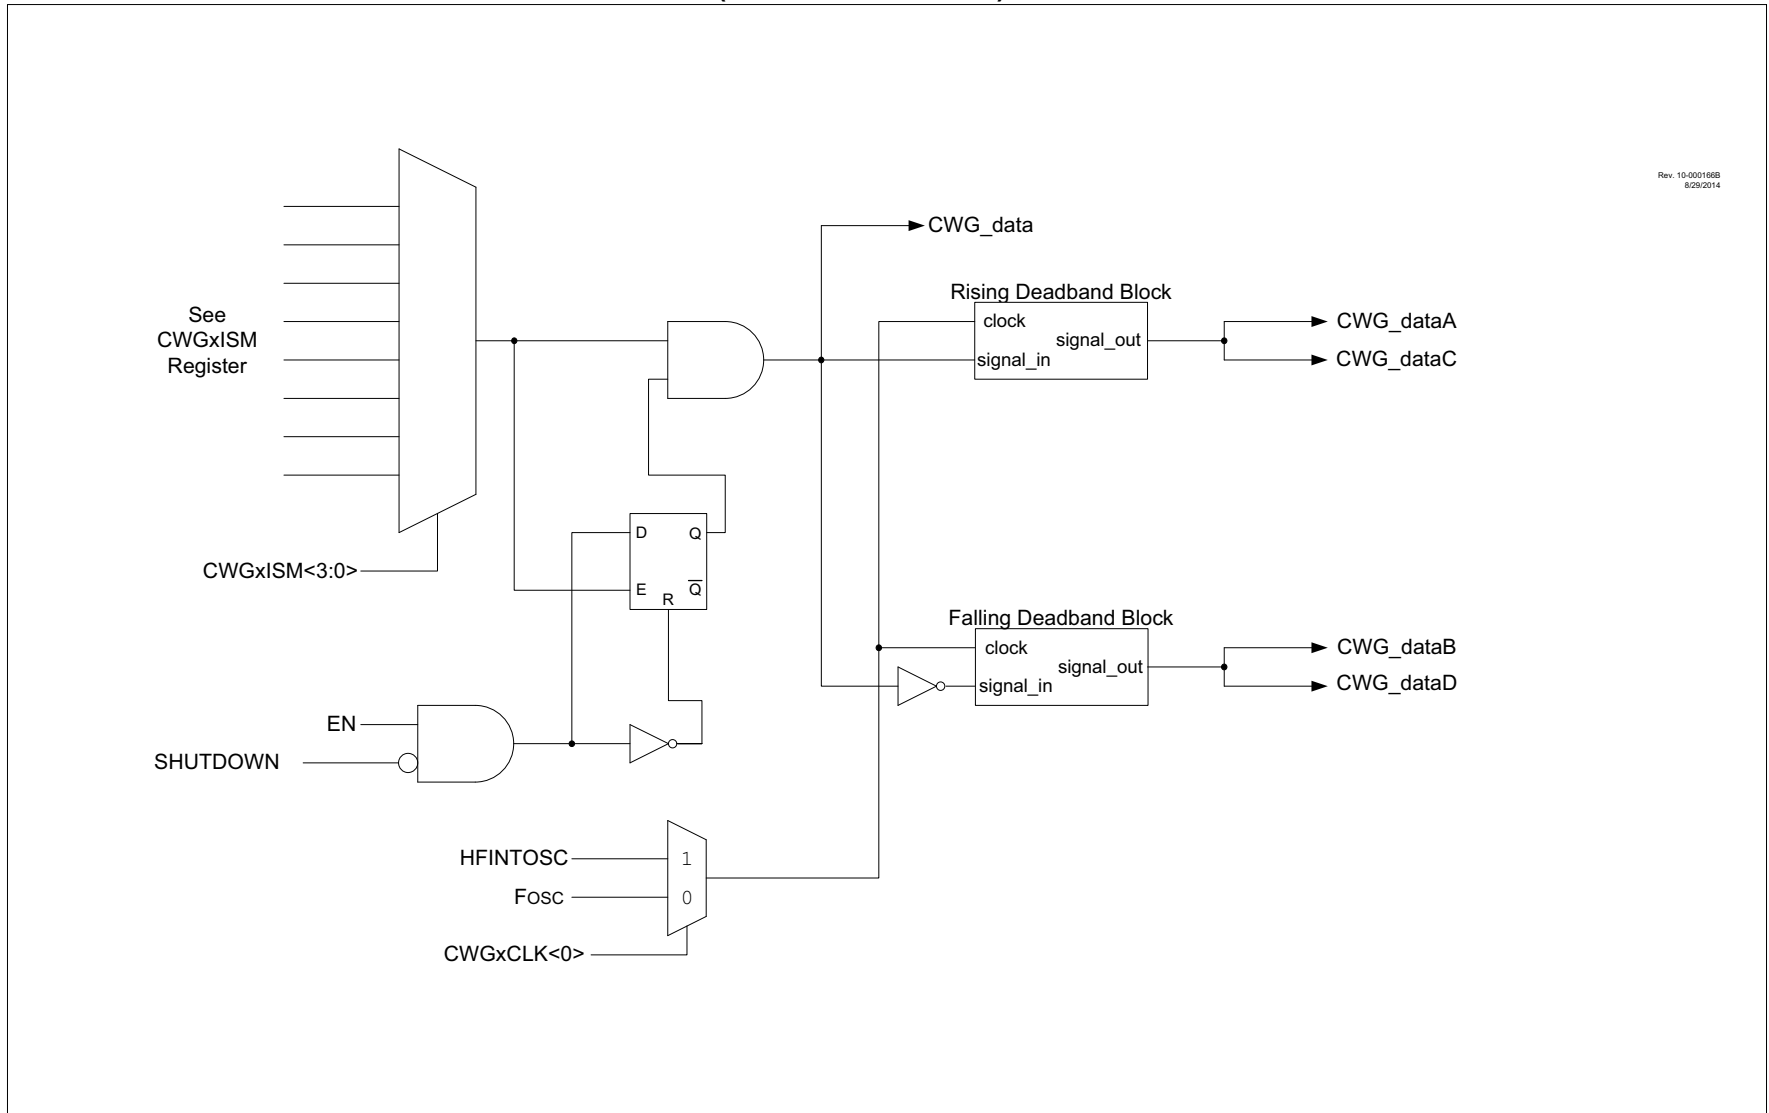 Rev. 10-000166B
8/29/2014
CWG_data
Rising Deadband Block
clock
signal_out
signal_in
CWG_dataA
CWG_dataC
See
CWGxISM
Register
CWGxISM<3:0>
D
Q
E
Q̅
R
Falling Deadband Block
clock
signal_out
signal_in
CWG_dataB
CWG_dataD
EN
SHUTDOWN
HFINTOSC
1
FOSC
0
CWGxCLK<0>